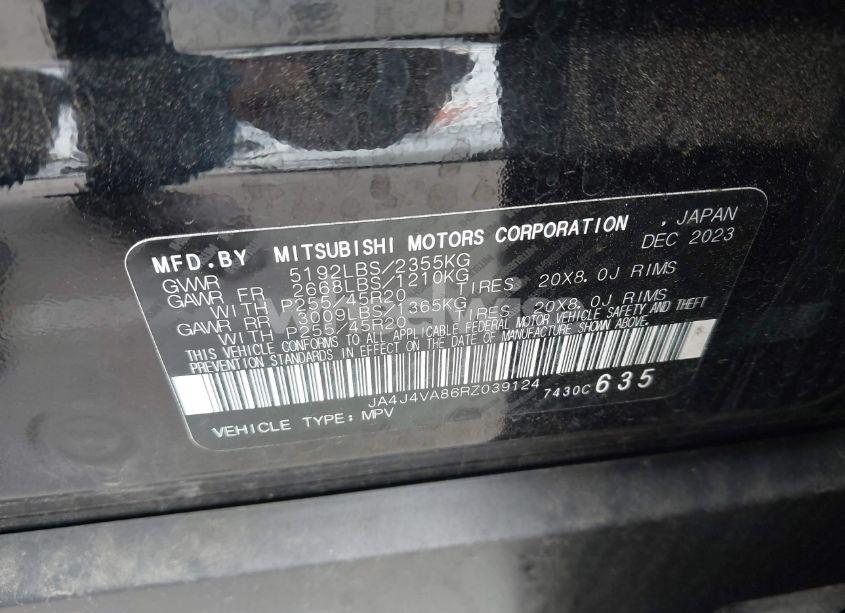 MFD.BY MITSUBISHI MOTORS CORPORATION , JAPAN
GVWR 5192LBS/2355KG DEC 2023
GAWR FR 2668LBS/1210KG
WITH P255/45R20 TIRES 20X8.0J RIMS
GAWR RR 3009LBS/1365KG
WITH P255/45R20 TIRES 20X8.0J RIMS
THIS VEHICLE CONFORMS TO ALL APPLICABLE FEDERAL MOTOR VEHICLE SAFETY AND THEFT
PREVENTION STANDARDS IN EFFECT ON THE DATE OF MANUFACTURE SHOWN ABOVE.
JA4J4VA86RZ039124 7430C 635
VEHICLE TYPE: MPV